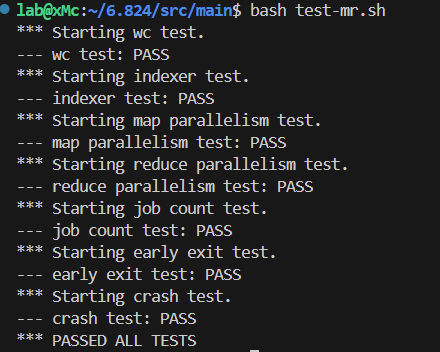 lab@xMc:~/6.824/src/main$ bash test-mr.sh
*** Starting wc test.
--- wc test: PASS
*** Starting indexer test.
--- indexer test: PASS
*** Starting map parallelism test.
--- map parallelism test: PASS
*** Starting reduce parallelism test.
--- reduce parallelism test: PASS
*** Starting job count test.
--- job count test: PASS
*** Starting early exit test.
--- early exit test: PASS
*** Starting crash test.
--- crash test: PASS
*** PASSED ALL TESTS